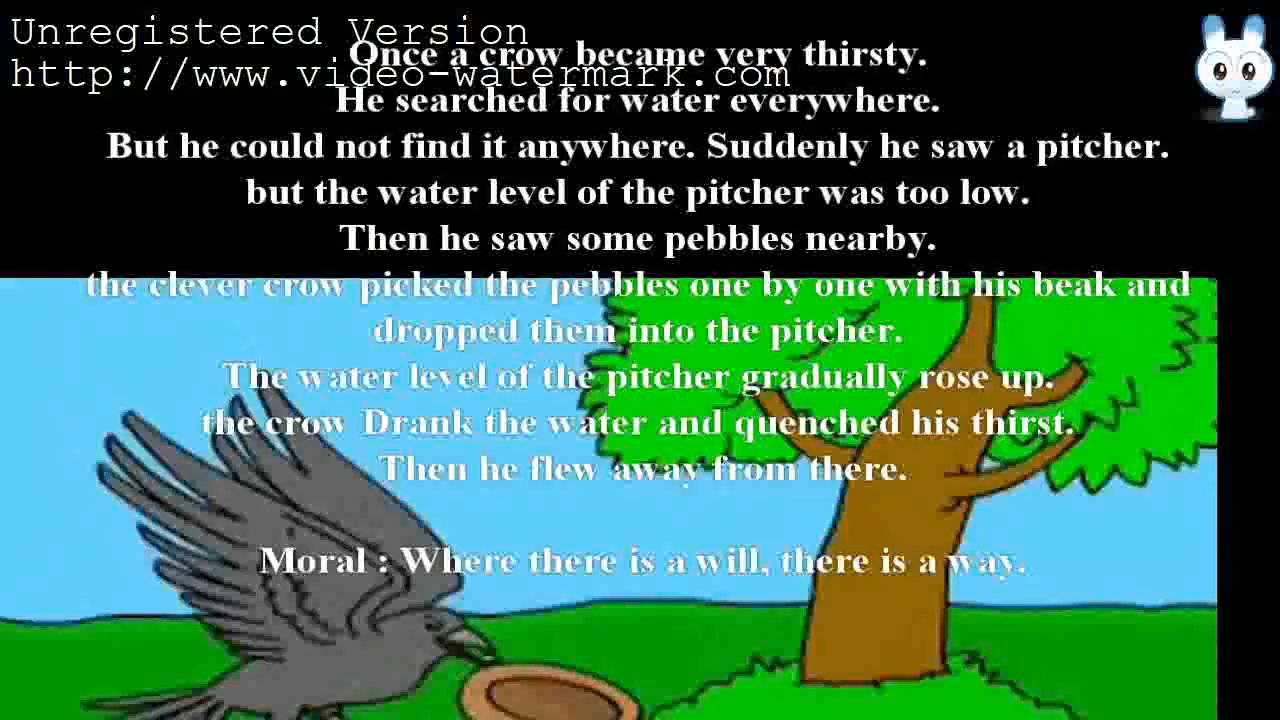 Unregistered Version
http://www.video-watermark.com
Once a crow became very thirsty.
He searched for water everywhere.
But he could not find it anywhere. Suddenly he saw a pitcher.
but the water level of the pitcher was too low.
Then he saw some pebbles nearby.
the clever crow picked the pebbles one by one with his beak and
dropped them into the pitcher.
The water level of the pitcher gradually rose up.
the crow Drank the water and quenched his thirst.
Then he flew away from there.
Moral : Where there is a will, there is a way.